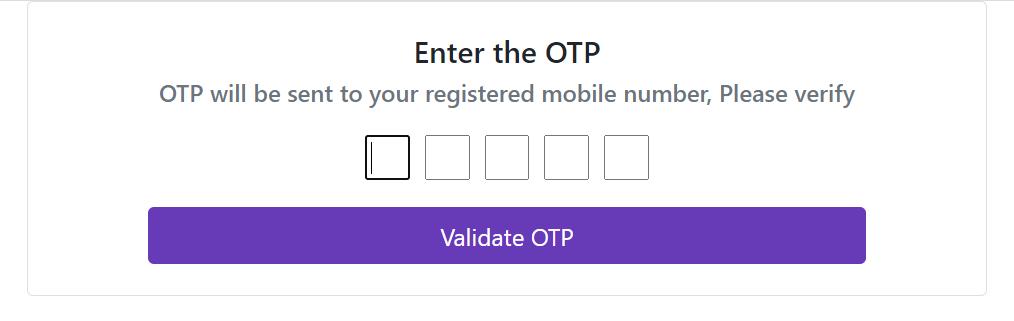 Enter the OTP
OTP will be sent to your registered mobile number, Please verify
Validate OTP